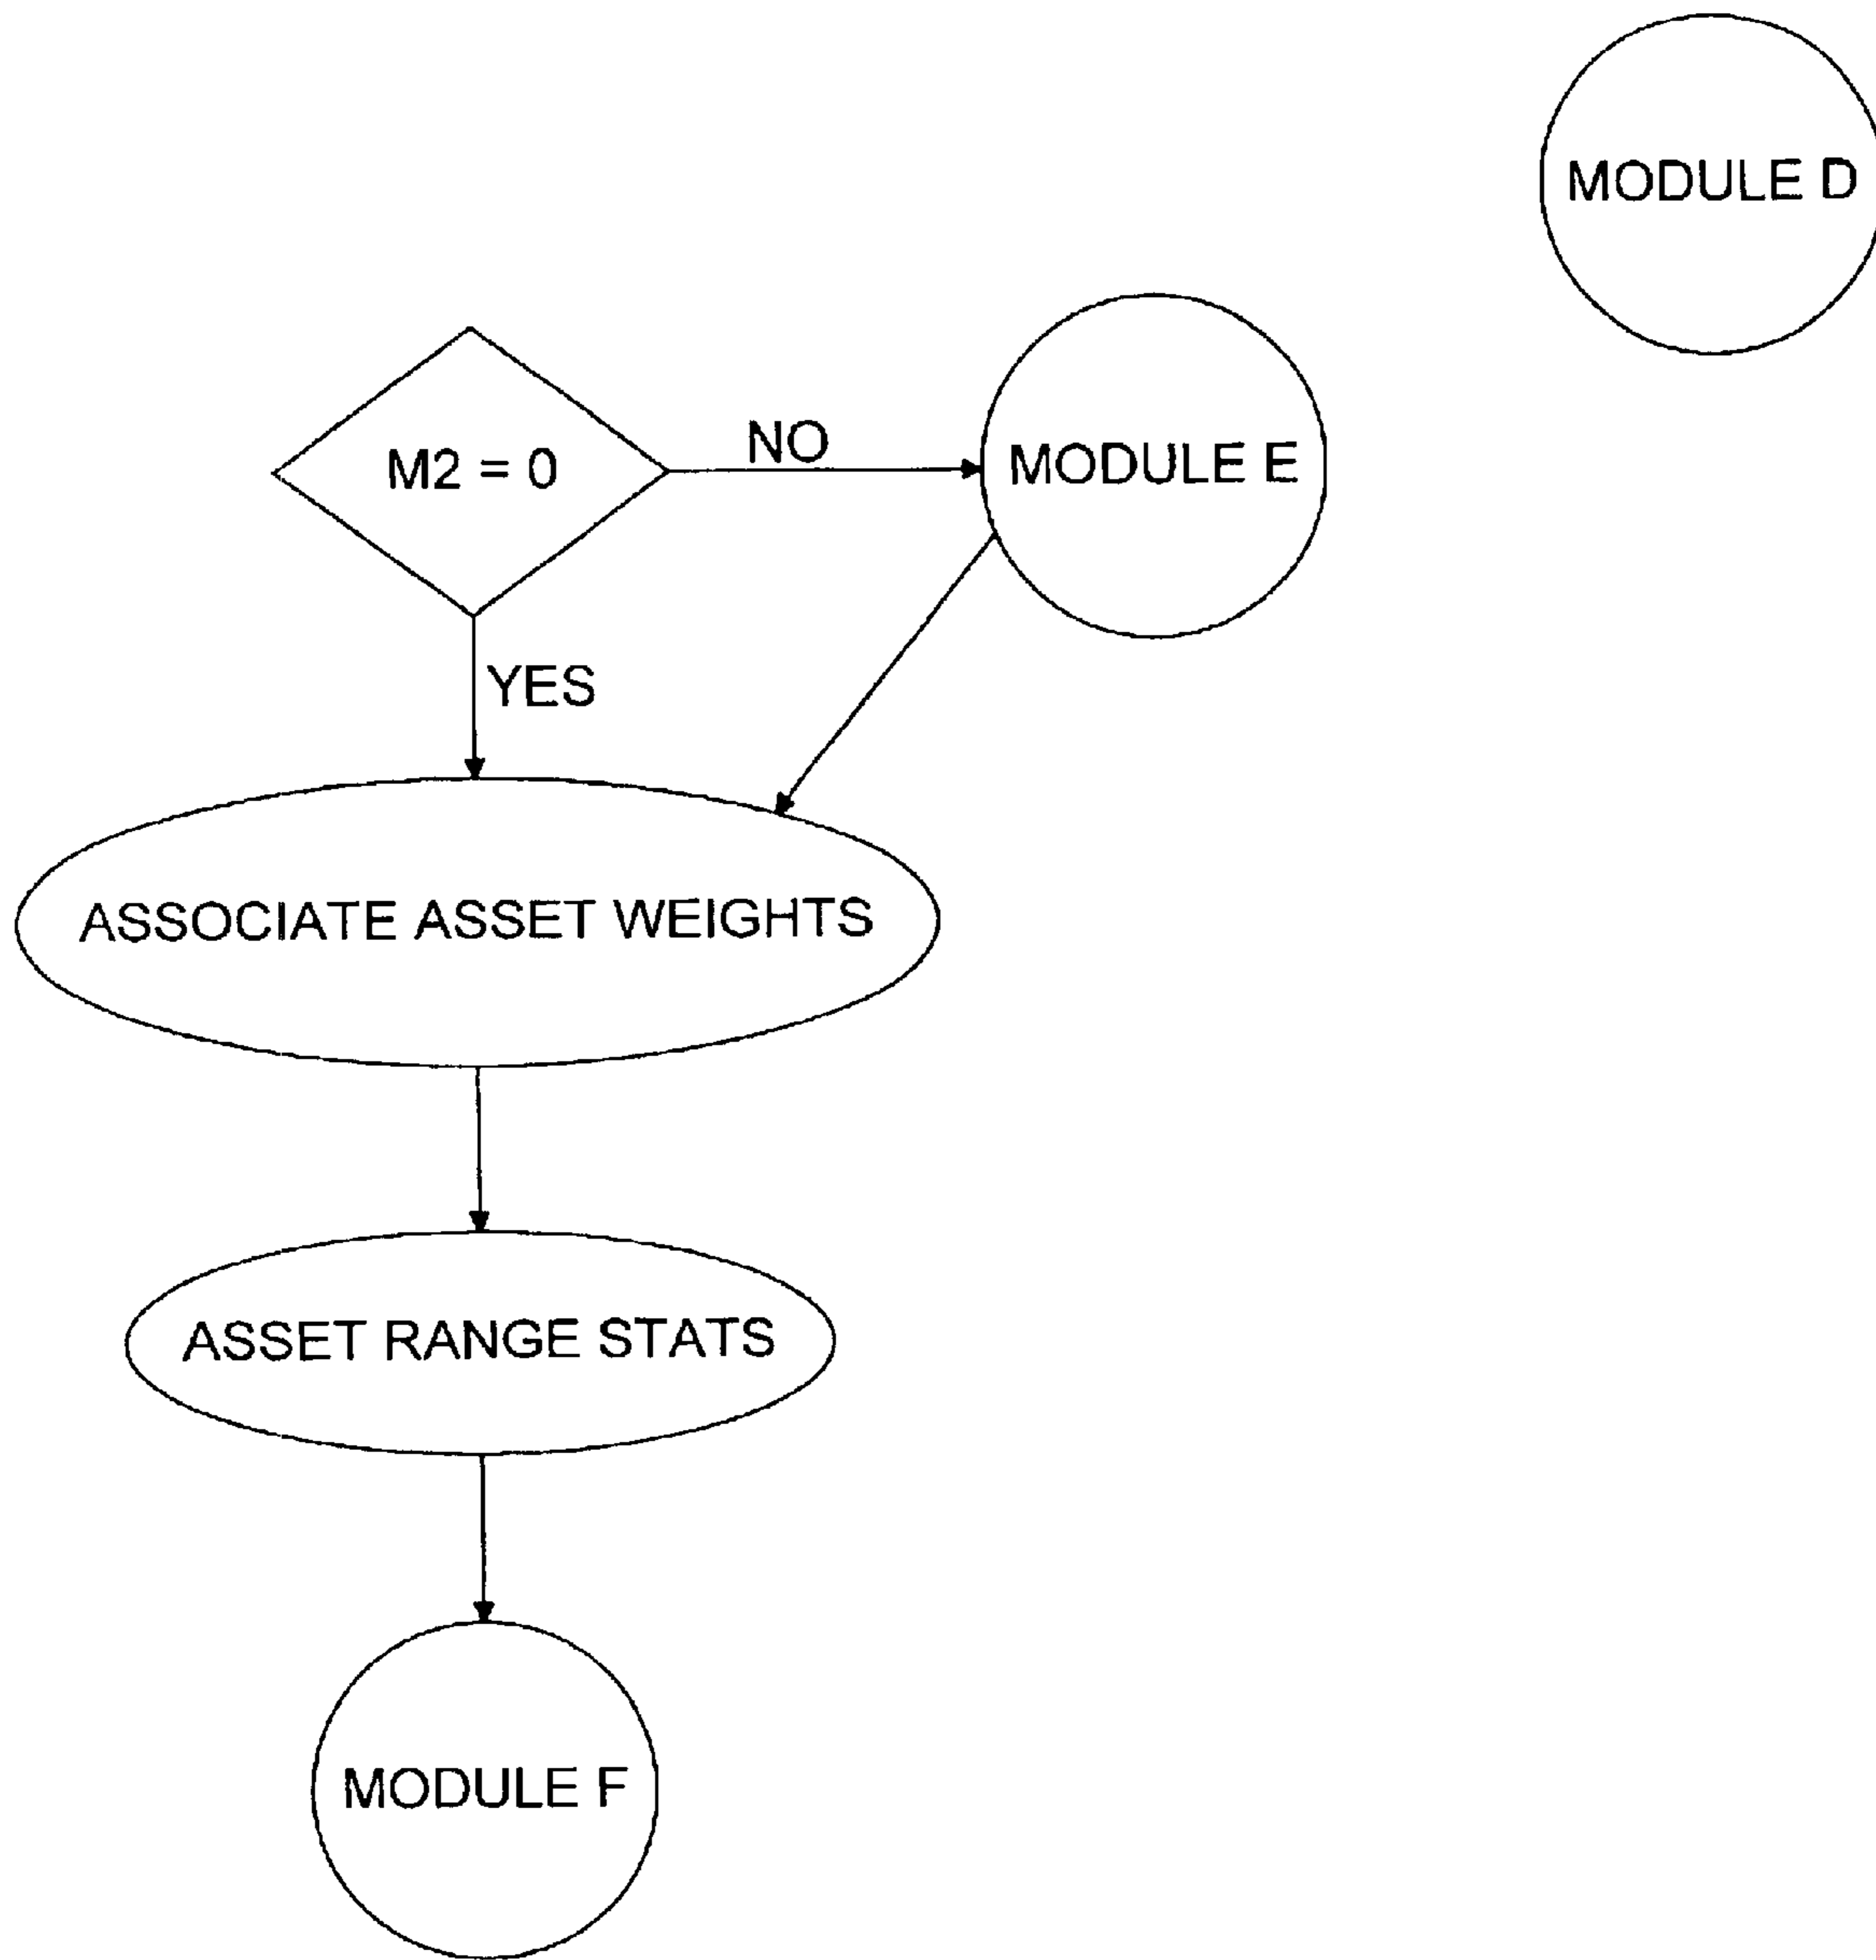 MODULE D
M2 = 0
NO
MODULE E
YES
ASSOCIATE ASSET WEIGHTS
ASSET RANGE STATS
MODULE F